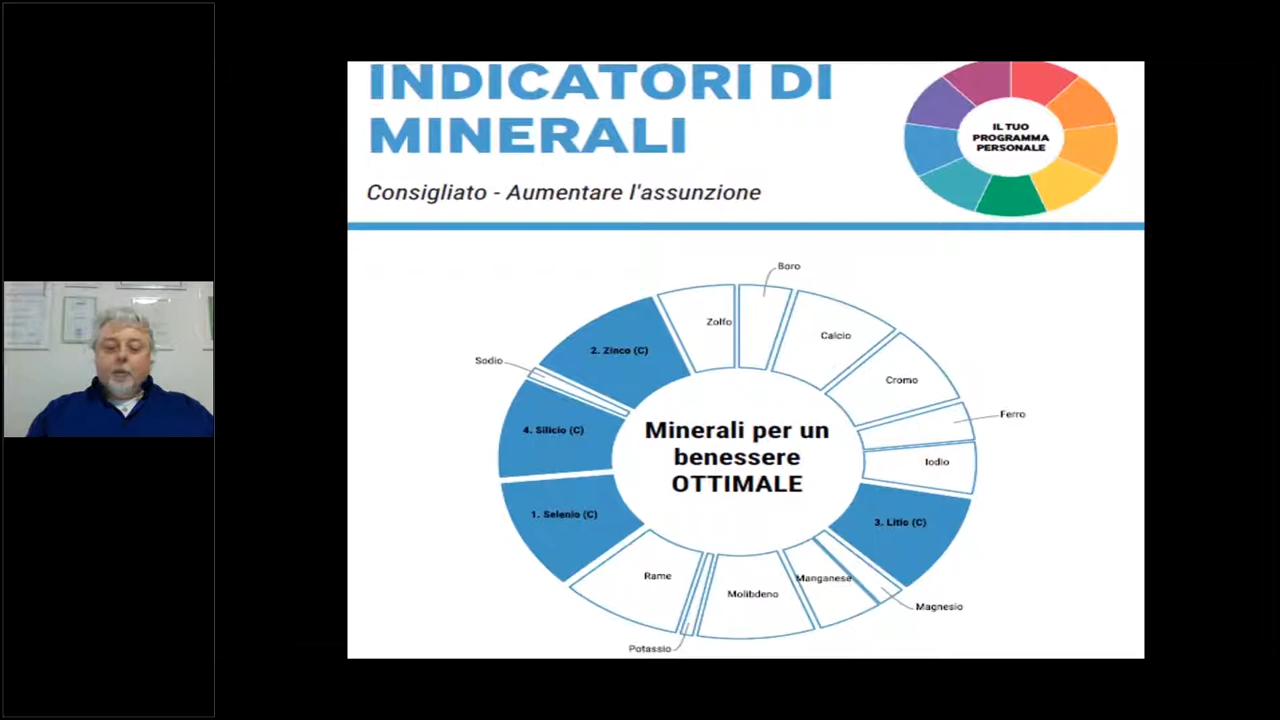 INDICATORI DI
MINERALI
Consigliato - Aumentare l'assunzione
IL TUO
PROGRAMMA
PERSONALE
Boro
Zolfo
Calcio
2. Zinco (C)
Sodio
Cromo
Ferro
4. Silicio (C)
Minerali per un
benessere
OTTIMALE
Iodio
1. Selenio (C)
3. Litio (C)
Rame
Manganese
Molibdeno
Magnesio
Potassio